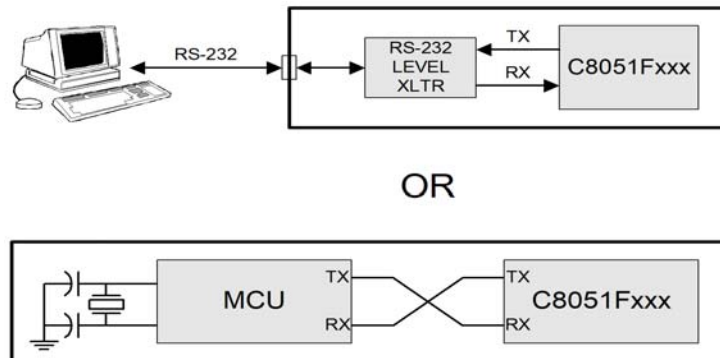 RS-232
RS-232
LEVEL
XLTR
TX
RX
C8051Fxxx
OR
MCU
TX
RX
TX
RX
C8051Fxxx